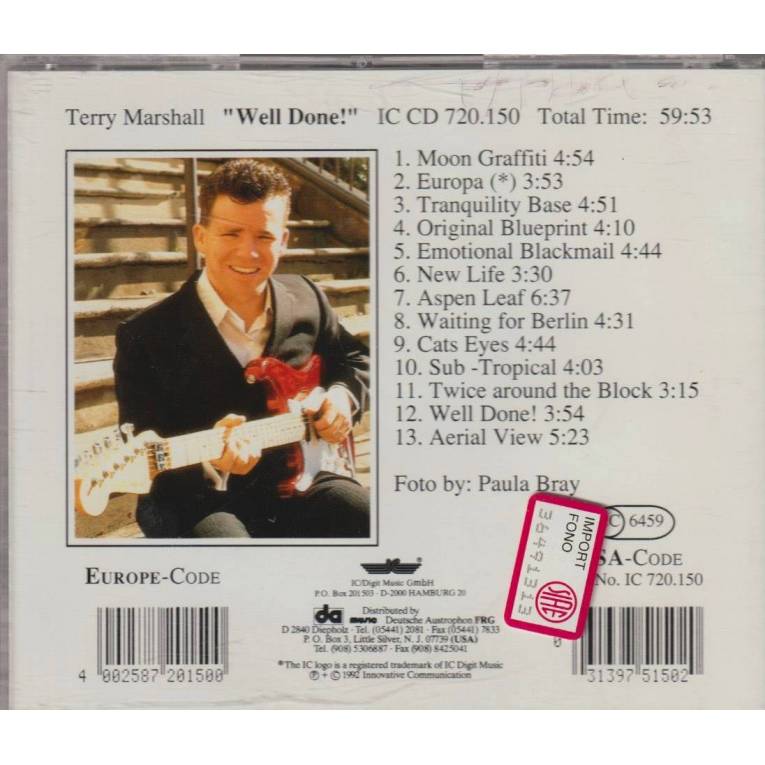 Terry Marshall "Well Done!" IC CD 720.150 Total Time: 59:53
1. Moon Graffiti 4:54
2. Europa (*) 3:53
3. Tranquility Base 4:51
4. Original Blueprint 4:10
5. Emotional Blackmail 4:44
6. New Life 3:30
7. Aspen Leaf 6:37
8. Waiting for Berlin 4:31
9. Cats Eyes 4:44
10. Sub -Tropical 4:03
11. Twice around the Block 3:15
12. Well Done! 3:54
13. Aerial View 5:23
Foto by: Paula Bray
C 6459
IMPORT
FONO
SIAE
EUROPE-CODE
SA-CODE
No. IC 720.150
IC
IC/Digit Music GmbH
P.O. Box 201503 - D-2000 HAMBURG 20
Distributed by
da music Deutsche Austrophon FRG
D 2840 Diepholz · Tel. (05441) 2081 - Fax (05441) 7833
P.O. Box 3, Little Silver, N. J. 07739 (USA)
Tel. (908) 5306887 - Fax (908) 8425041
*The IC logo is a registered trademark of IC Digit Music
℗ + © 1992 Innovative Communication
4 002587 201500
0 31397 51502